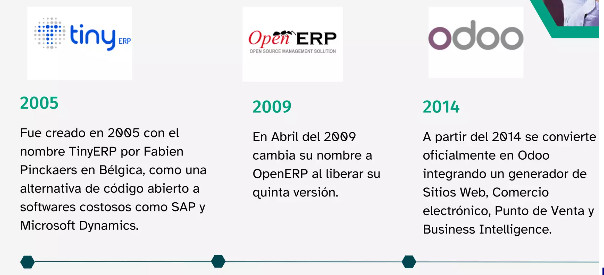 tiny ERP
Open ERP
OPEN SOURCE MANAGEMENT SOLUTION
odoo
2005
Fue creado en 2005 con el
nombre TinyERP por Fabien
Pinckaers en Bélgica, como una
alternativa de código abierto a
softwares costosos como SAP y
Microsoft Dynamics.
2009
En Abril del 2009
cambia su nombre a
OpenERP al liberar su
quinta versión.
2014
A partir del 2014 se convierte
oficialmente en Odoo
integrando un generador de
Sitios Web, Comercio
electrónico, Punto de Venta y
Business Intelligence.